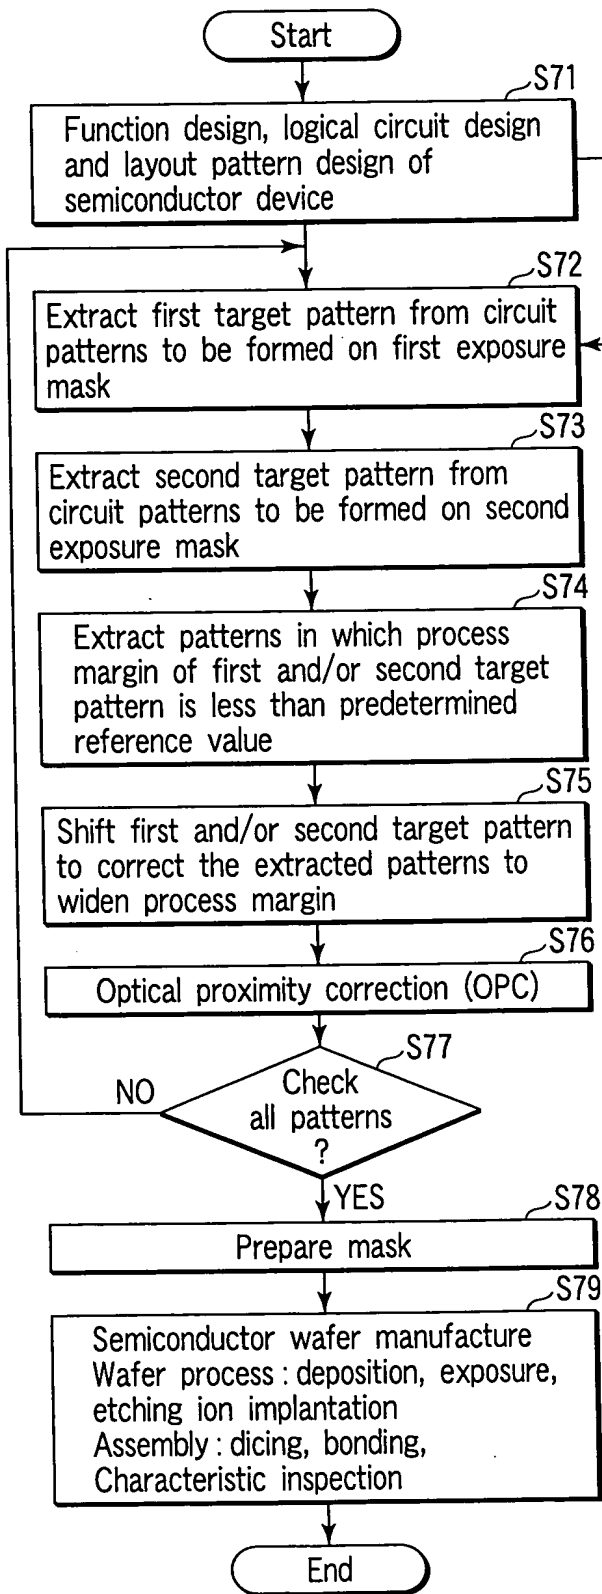 Start
S71
Function design, logical circuit design
and layout pattern design of
semiconductor device
S72
Extract first target pattern from circuit
patterns to be formed on first exposure
mask
S73
Extract second target pattern from
circuit patterns to be formed on second
exposure mask
S74
Extract patterns in which process
margin of first and/or second target
pattern is less than predetermined
reference value
S75
Shift first and/or second target pattern
to correct the extracted patterns to
widen process margin
S76
Optical proximity correction (OPC)
S77
Check
all patterns
?
NO
YES
S78
Prepare mask
S79
Semiconductor wafer manufacture
Wafer process : deposition, exposure,
etching ion implantation
Assembly : dicing, bonding,
Characteristic inspection
End